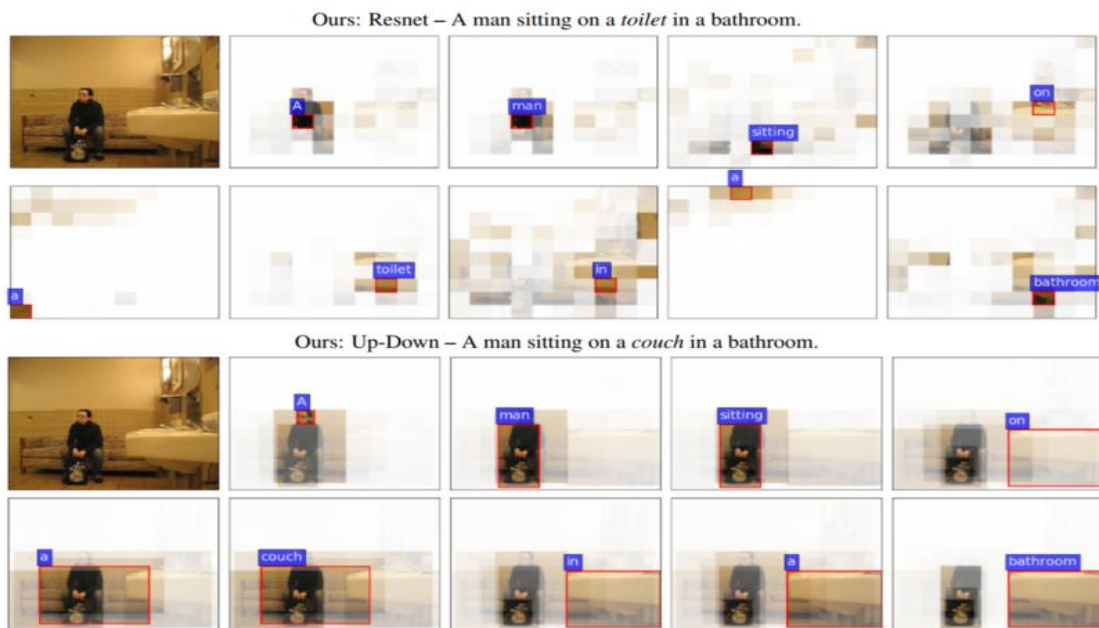 Ours: Resnet – A man sitting on a toilet in a bathroom.
A
man
sitting
on
a
toilet
in
a
bathroom
Ours: Up-Down – A man sitting on a couch in a bathroom.
A
man
sitting
on
a
couch
in
a
bathroom